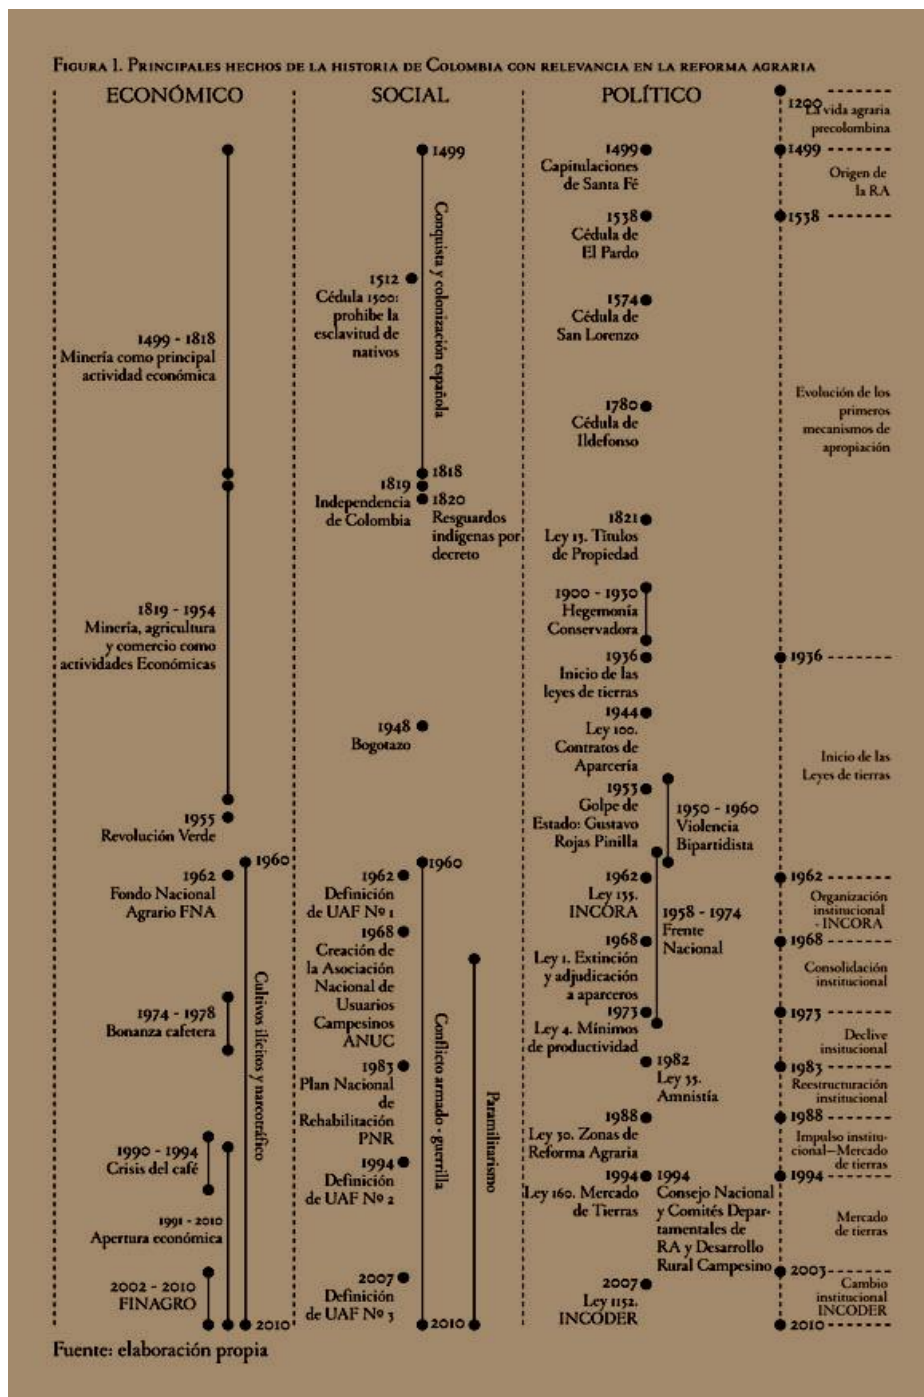 FIGURA 1. PRINCIPALES HECHOS DE LA HISTORIA DE COLOMBIA CON RELEVANCIA EN LA REFORMA AGRARIA
ECONÓMICO
1499 - 1818
Minería como principal
actividad económica
1819 - 1954
Minería, agricultura
y comercio como
actividades Económicas
1955
Revolución Verde
1960
1962
Fondo Nacional
Agrario FNA
Cultivos ilícitos y narcotráfico
1974 - 1978
Bonanza cafetera
1990 - 1994
Crisis del café
1991 - 2010
Apertura económica
2002 - 2010
FINAGRO
2010
SOCIAL
1499
Conquista y colonización española
1512
Cédula 1500:
prohibe la
esclavitud de
nativos
1818
1819
Independencia
de Colombia
1820
Resguardos
indígenas por
decreto
1948
Bogotazo
1960
1962
Definición
de UAF Nº 1
1968
Creación de
la Asociación
Nacional de
Usuarios
Campesinos
ANUC
Conflicto armado - guerrilla
Paramilitarismo
1983
Plan Nacional
de
Rehabilitación
PNR
1994
Definición
de UAF Nº 2
2007
Definición
de UAF Nº 3
2010
POLÍTICO
1499
Capitulaciones
de Santa Fé
1538
Cédula de
El Pardo
1574
Cédula de
San Lorenzo
1780
Cédula de
Ildefonso
1821
Ley 13. Titulos
de Propiedad
1900 - 1930
Hegemonía
Conservadora
1936
Inicio de las
leyes de tierras
1944
Ley 100.
Contratos de
Aparcería
1953
Golpe de
Estado: Gustavo
Rojas Pinilla
1950 - 1960
Violencia
Bipartidista
1962
Ley 135.
INCORA
1958 - 1974
Frente
Nacional
1968
Ley 1. Extinción
y adjudicación
a aparceros
1973
Ley 4. Mínimos
de productividad
1982
Ley 35.
Amnistía
1988
Ley 30. Zonas de
Reforma Agraria
1994
Ley 160. Mercado
de Tierras
1994
Consejo Nacional
y Comités Depar-
tamentales de
RA y Desarrollo
Rural Campesino
2007
Ley 1152.
INCODER
1200
La vida agraria
precolombina
1499
Origen de
la RA
1538
Evolución de los
primeros
mecanismos de
apropiación
1936
Inicio de las
Leyes de tierras
1962
Organización
institucional
- INCORA
1968
Consolidación
institucional
1973
Declive
insitucional
1983
Reestructuración
institucional
1988
Impulso institu-
cional—Mercado
de tierras
1994
Mercado
de tierras
2003
Cambio
institucional
INCODER
2010
Fuente: elaboración propia